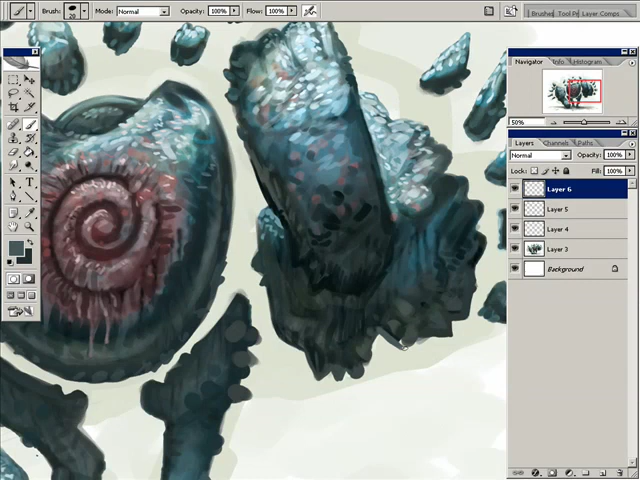 Brush: 20 Mode: Normal Opacity: 100% Flow: 100% Brushes Tool Pr Layer Comps
Navigator Info Histogram
50%
Layers Channels Paths
Normal Opacity: 100%
Lock: Fill: 100%
Layer 6
Layer 5
Layer 4
Layer 3
Background
T